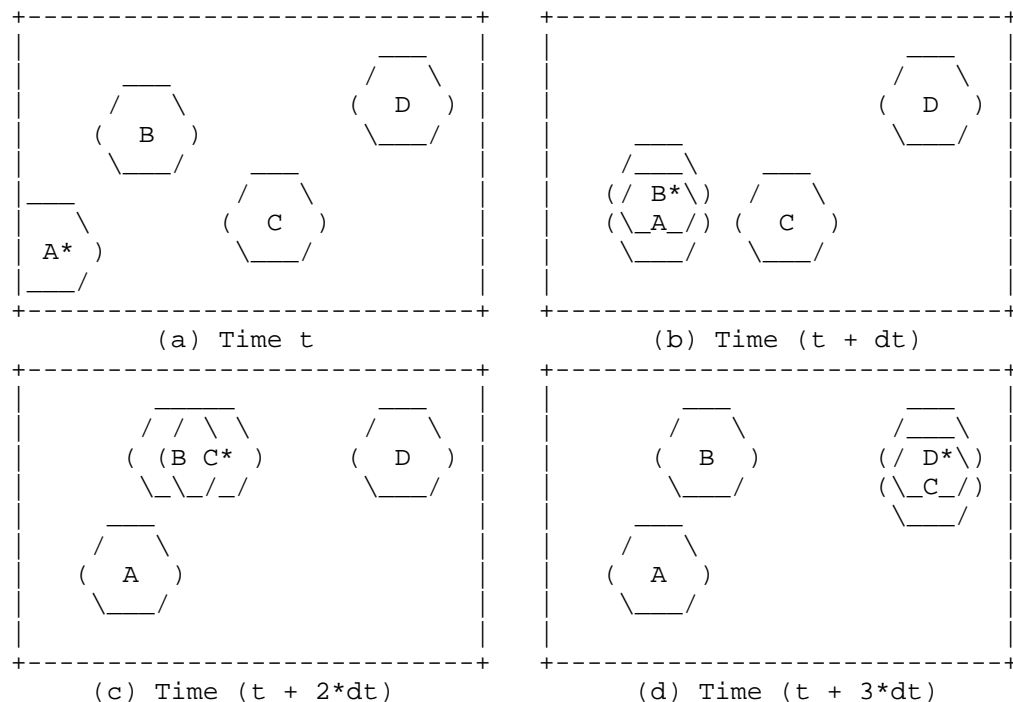 D
B
C
A*
D
B*
A C
(a) Time t
(b) Time (t + dt)
B C* D
A
B D*
C
A
(c) Time (t + 2*dt)
(d) Time (t + 3*dt)